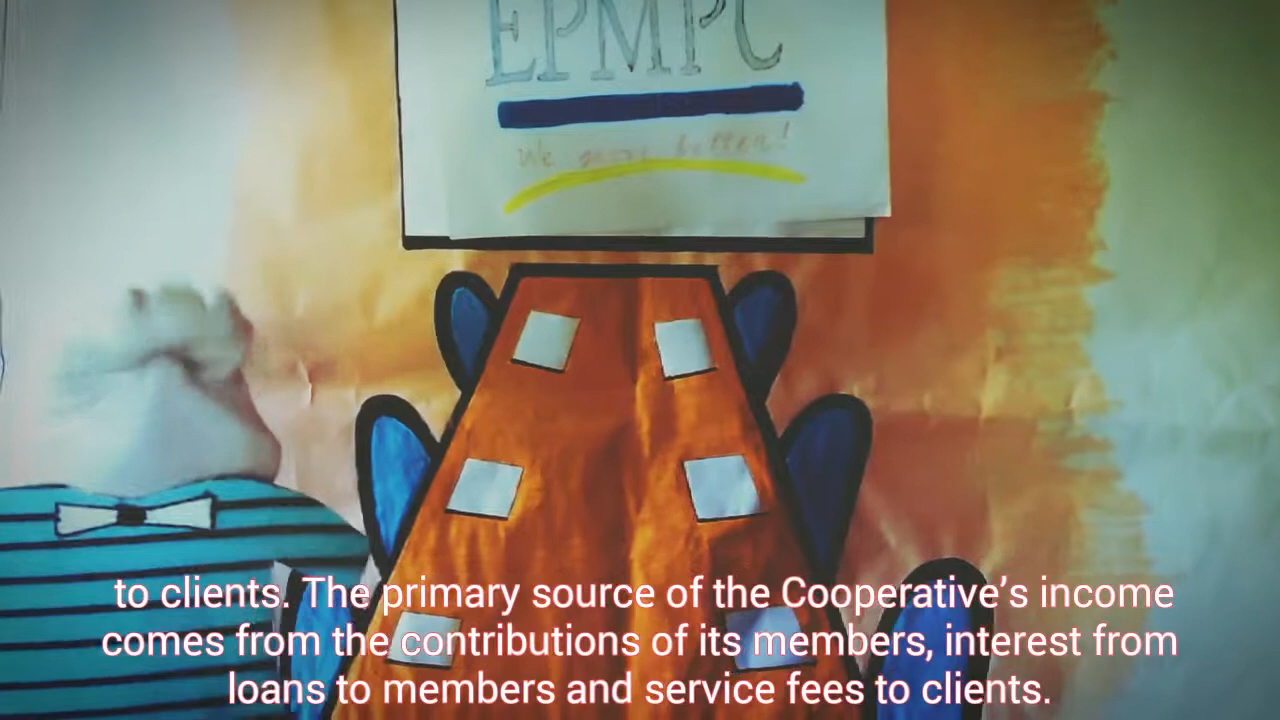 EPMPC
We
to clients. The primary source of the Cooperative’s income
comes from the contributions of its members, interest from
loans to members and service fees to clients.